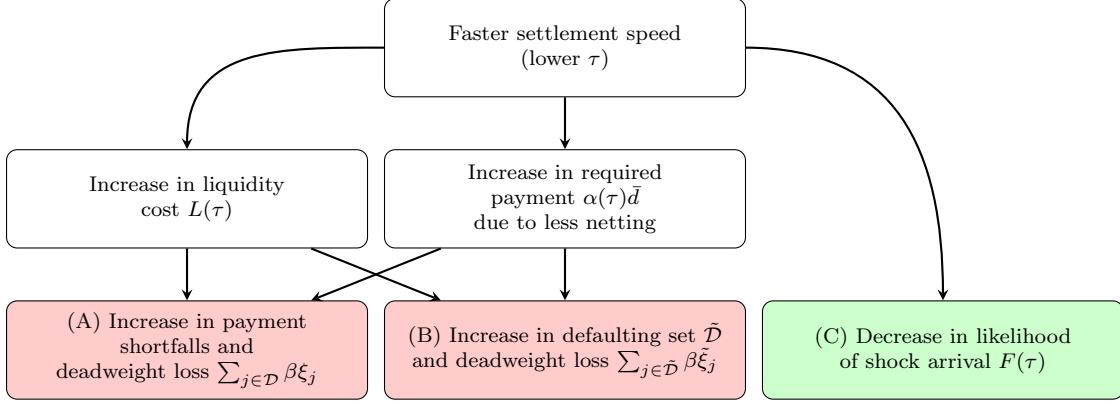 Faster settlement speed
(lower τ)
Increase in liquidity
cost L(τ)
Increase in required
payment α(τ)d̄
due to less netting
(A) Increase in payment
shortfalls and
deadweight loss ∑_{j∈𝒟} βξ_j
(B) Increase in defaulting set 𝒟̃
and deadweight loss ∑_{j∈𝒟̃} βξ̃_j
(C) Decrease in likelihood
of shock arrival F(τ)